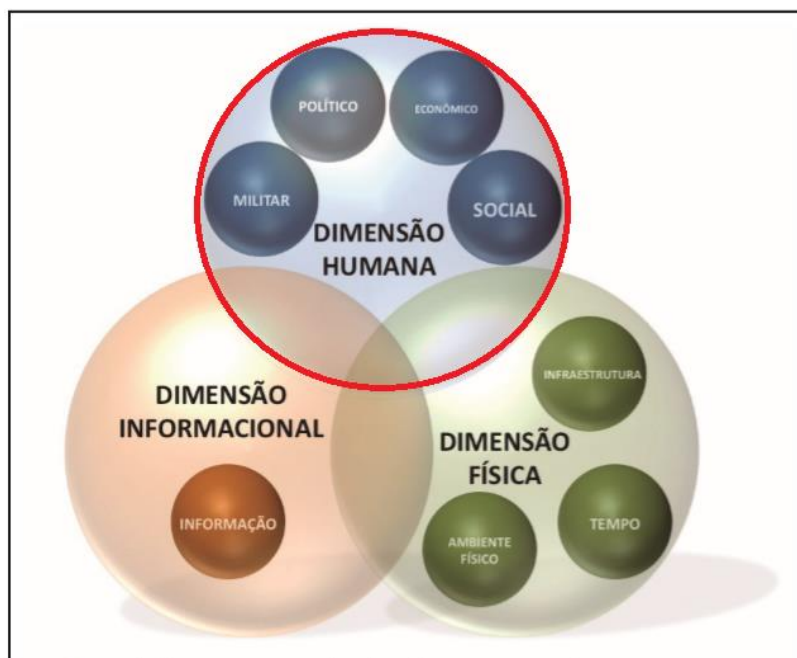 POLÍTICO
ECONÔMICO
MILITAR
SOCIAL
DIMENSÃO
HUMANA
DIMENSÃO
INFORMACIONAL
INFORMAÇÃO
INFRAESTRUTURA
DIMENSÃO
FÍSICA
TEMPO
AMBIENTE
FÍSICO